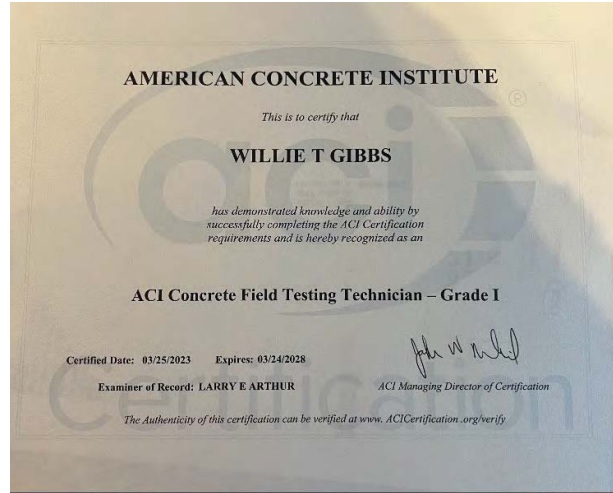 AMERICAN CONCRETE INSTITUTE
®
This is to certify that
WILLIE T GIBBS
aci
has demonstrated knowledge and ability by
successfully completing the ACI Certification
requirements and is hereby recognized as an
ACI Concrete Field Testing Technician – Grade I
Certified Date: 03/25/2023 Expires: 03/24/2028
Examiner of Record: LARRY E ARTHUR
ACI Managing Director of Certification
Certification
The Authenticity of this certification can be verified at www. ACICertification .org/verify